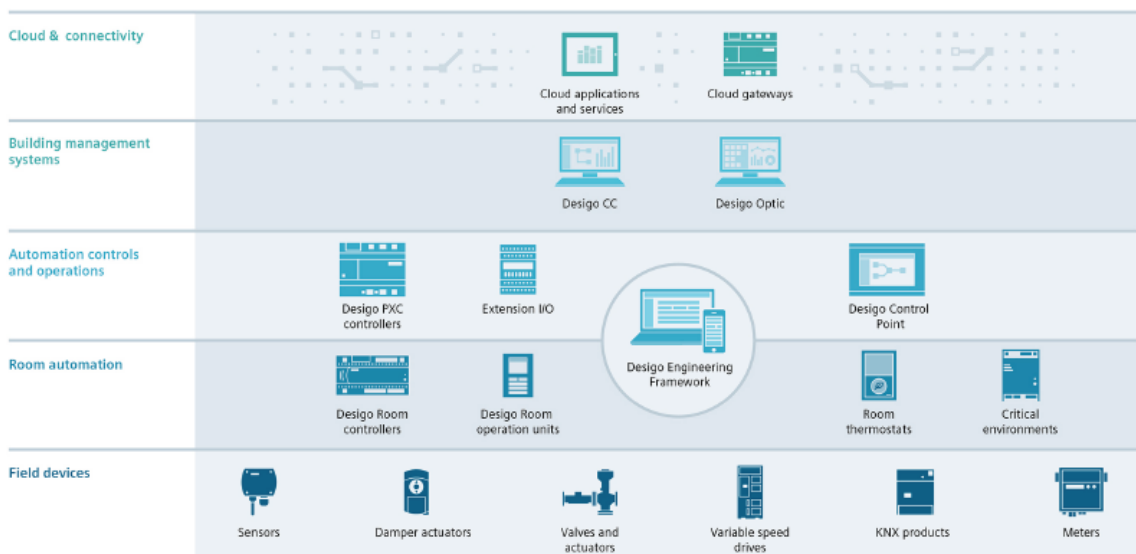 Cloud & connectivity
Cloud applications
and services
Cloud gateways
Building management
systems
Desigo CC
Desigo Optic
Automation controls
and operations
Desigo PXC
controllers
Extension I/O
Desigo Control
Point
Desigo Engineering
Framework
Room automation
Desigo Room
controllers
Desigo Room
operation units
Room
thermostats
Critical
environments
Field devices
Sensors
Damper actuators
Valves and
actuators
Variable speed
drives
KNX products
Meters